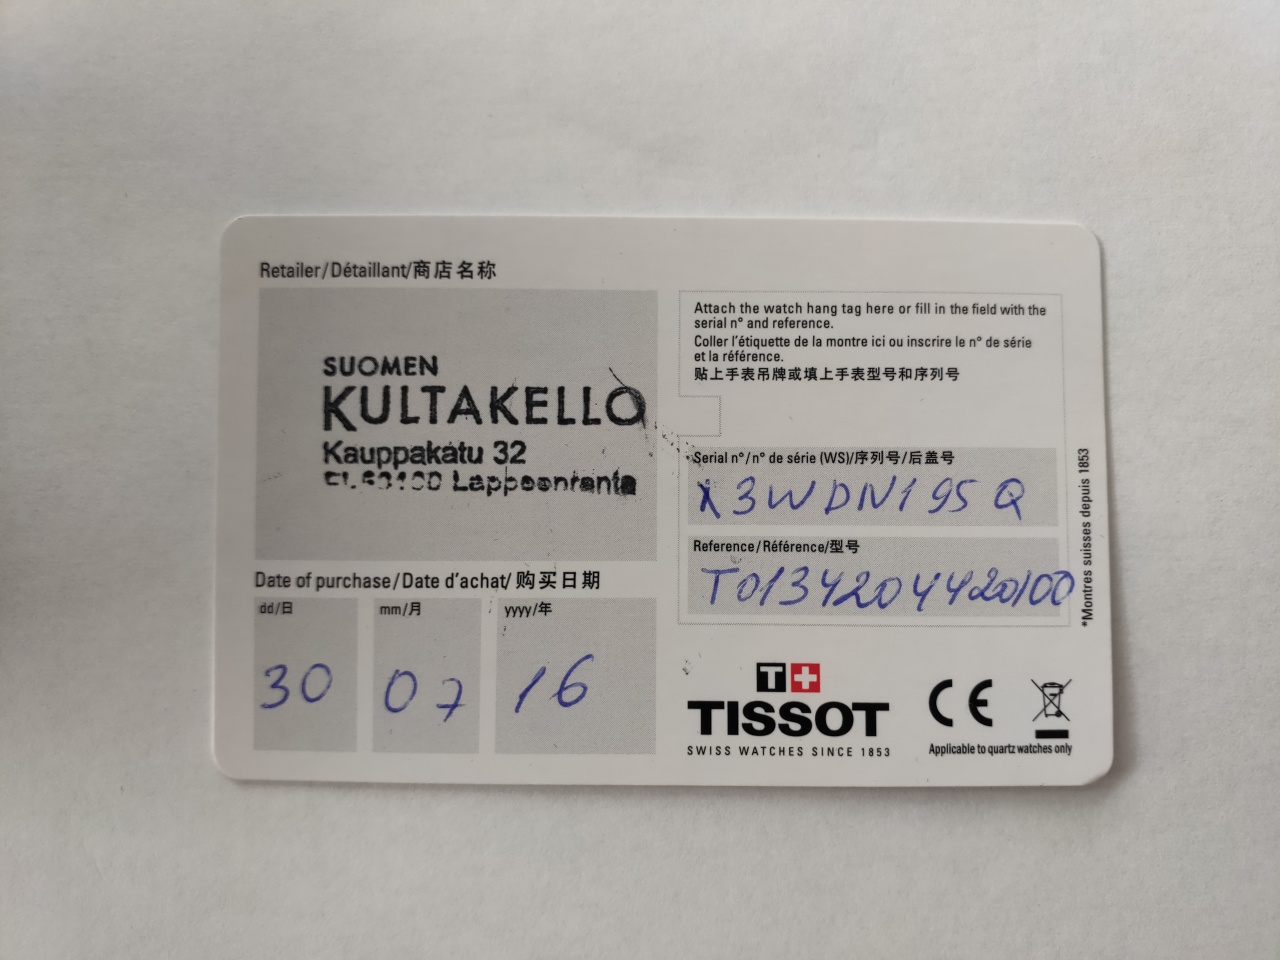 Retailer/Détaillant/商店名称
SUOMEN
KULTAKELLO
Kauppakatu 32
Lappeenranta
Date of purchase/Date d'achat/购买日期
dd/日
mm/月
yyyy/年
30
07
16
Attach the watch hang tag here or fill in the field with the
serial n° and reference.
Coller l'étiquette de la montre ici ou inscrire le n° de série
et la référence.
贴上手表吊牌或填上手表型号和序列号
Serial n°/n° de série (WS)/序列号/后盖号
X3WDN195Q
Reference/Référence/型号
T0134204420100
*Montres suisses depuis 1853
T+
TISSOT
SWISS WATCHES SINCE 1853
CE
Applicable to quartz watches only